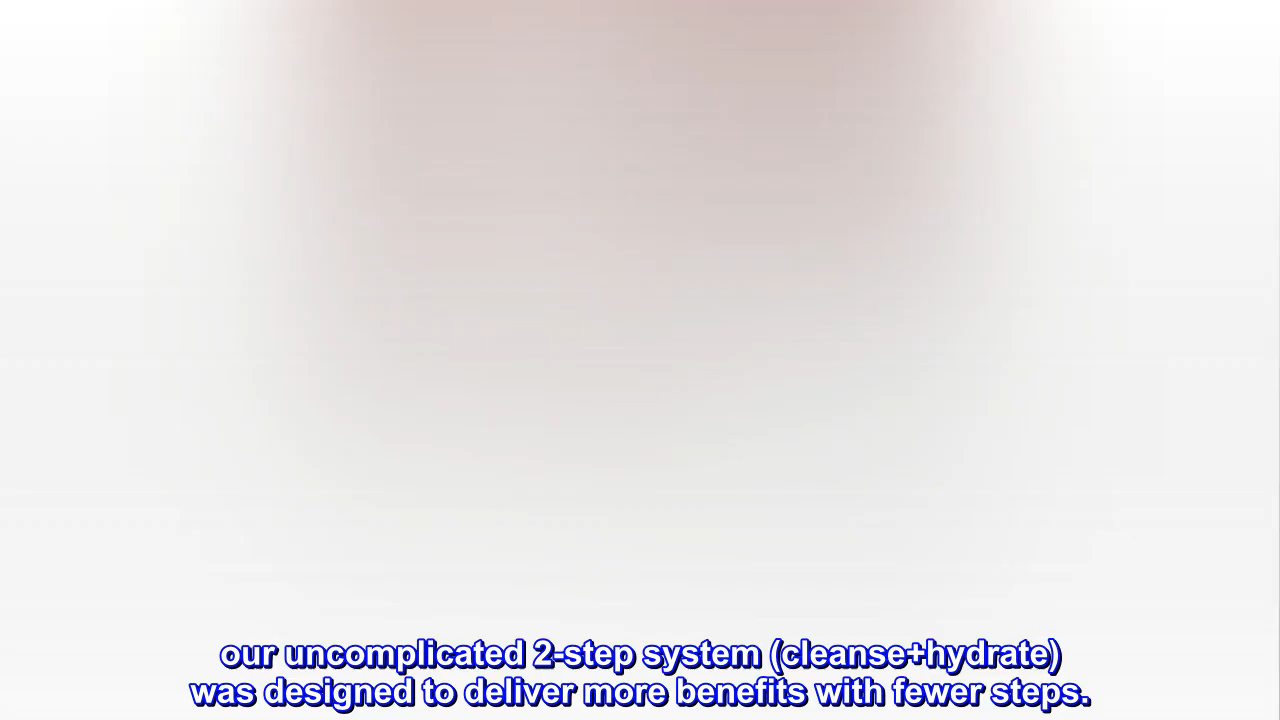 our uncomplicated 2-step system (cleanse+hydrate)
was designed to deliver more benefits with fewer steps.